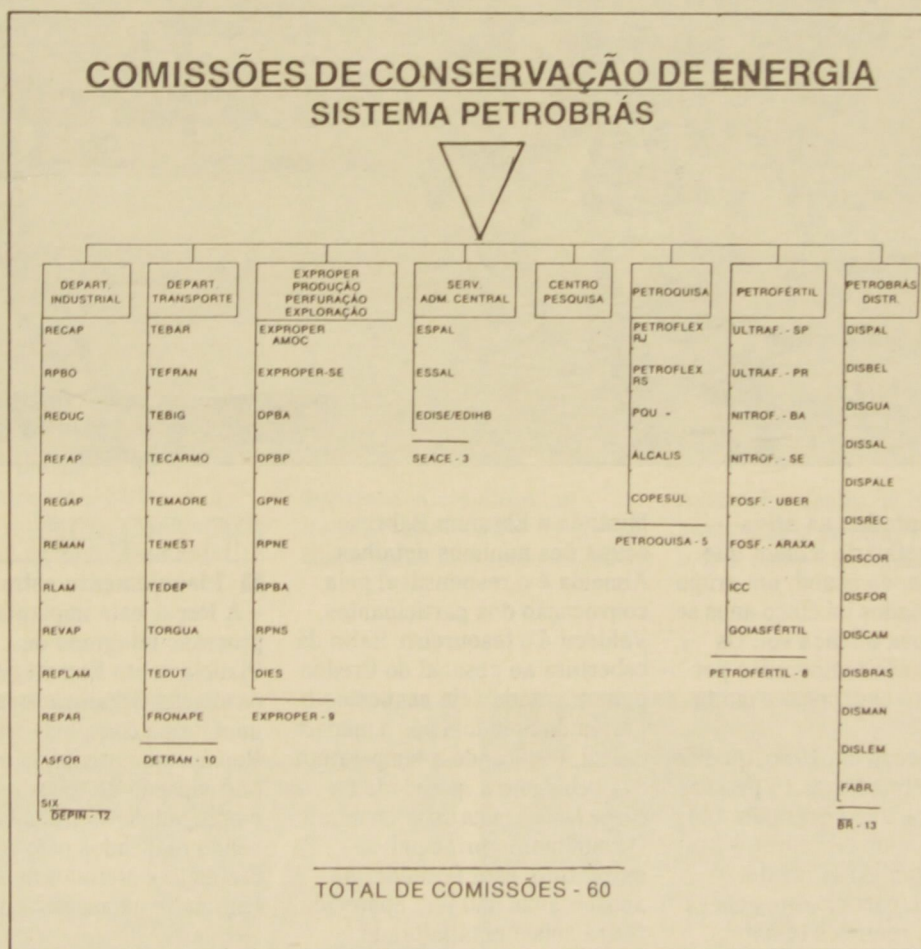 COMISSÕES DE CONSERVAÇÃO DE ENERGIA
SISTEMA PETROBRÁS
DEPART.
INDUSTRIAL
RECAP
RPBO
REDUC
REFAP
REGAP
REMAN
RLAM
REVAP
REPLAM
REPAR
ASFOR
SIX
DEPIN - 12
DEPART.
TRANSPORTE
TEBAR
TEFRAN
TEBIG
TECARMO
TEMADRE
TENEST
TEDEP
TORGUA
TEDUT
FRONAPE
DETRAN - 10
EXPROPER
PRODUÇÃO
PERFURAÇÃO
EXPLORAÇÃO
EXPROPER
AMOC
EXPROPER-SE
DPBA
DPBP
GPNE
RPNE
RPBA
RPNS
DIES
EXPROPER - 9
SERV.
ADM. CENTRAL
ESPAL
ESSAL
EDISE/EDIHB
SEACE - 3
CENTRO
PESQUISA
PETROQUISA
PETROFLEX
RJ
PETROFLEX
RS
PQU -
ÁLCALIS
COPESUL
PETROQUISA - 5
PETROFÉRTIL
ULTRAF. - SP
ULTRAF. - PR
NITROF. - BA
NITROF. - SE
FOSF. - UBER
FOSF. - ARAXA
ICC
GOIASFÉRTIL
PETROFÉRTIL - 8
PETROBRÁS
DISTR.
DISPAL
DISBEL
DISGUA
DISSAL
DISPALE
DISREC
DISCOR
DISFOR
DISCAM
DISBRAS
DISMAN
DISLEM
FABR.
BR - 13
TOTAL DE COMISSÕES - 60